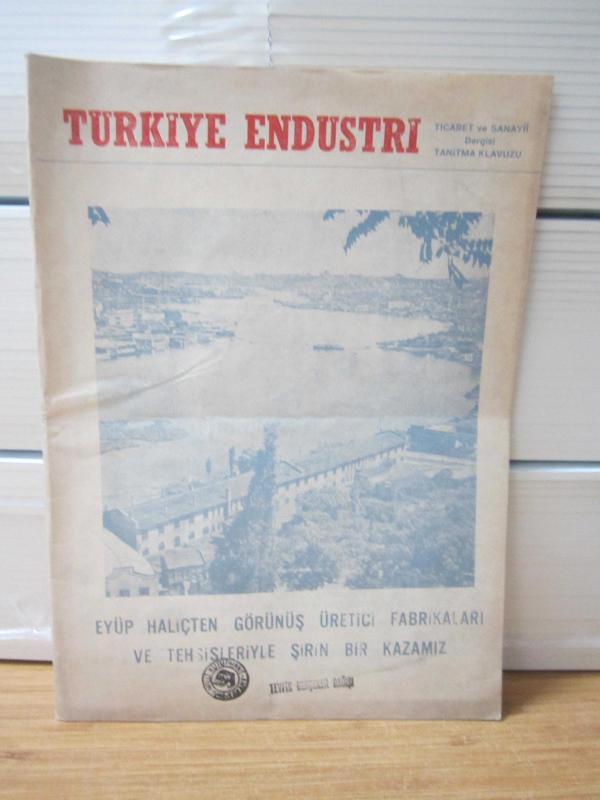 TÜRKİYE ENDÜSTRİ
TİCARET ve SANAYİİ
Dergisi
TANITMA KLAVUZU
EYÜP HALİÇTEN GÖRÜNÜŞ ÜRETİCİ FABRİKALARI
VE TEHSİSLERİYLE ŞİRİN BİR KAZAMIZ